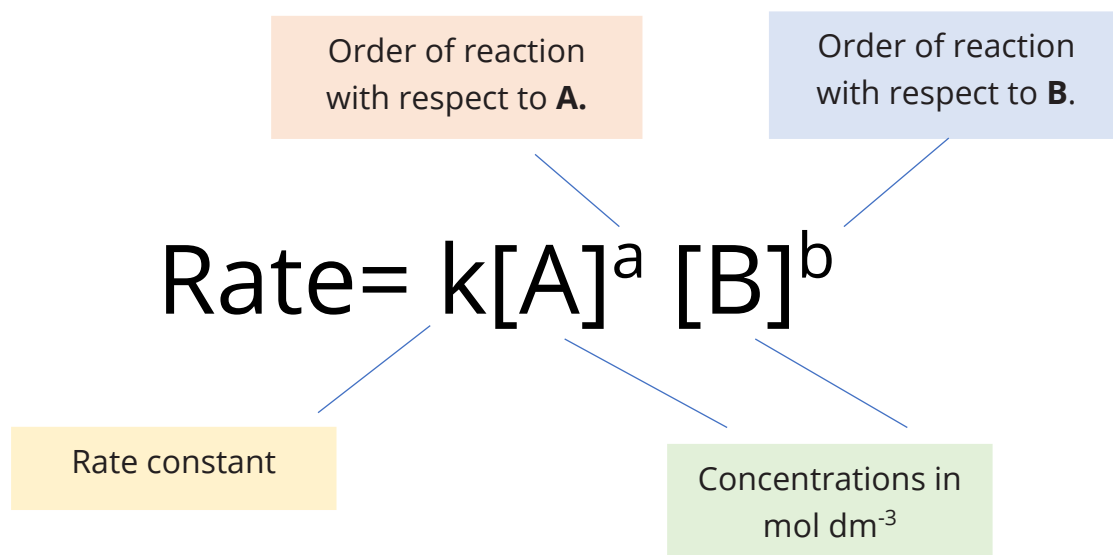 Order of reaction
with respect to A.
Order of reaction
with respect to B.
Rate= k[A]ᵃ [B]ᵇ
Rate constant
Concentrations in
mol dm⁻³